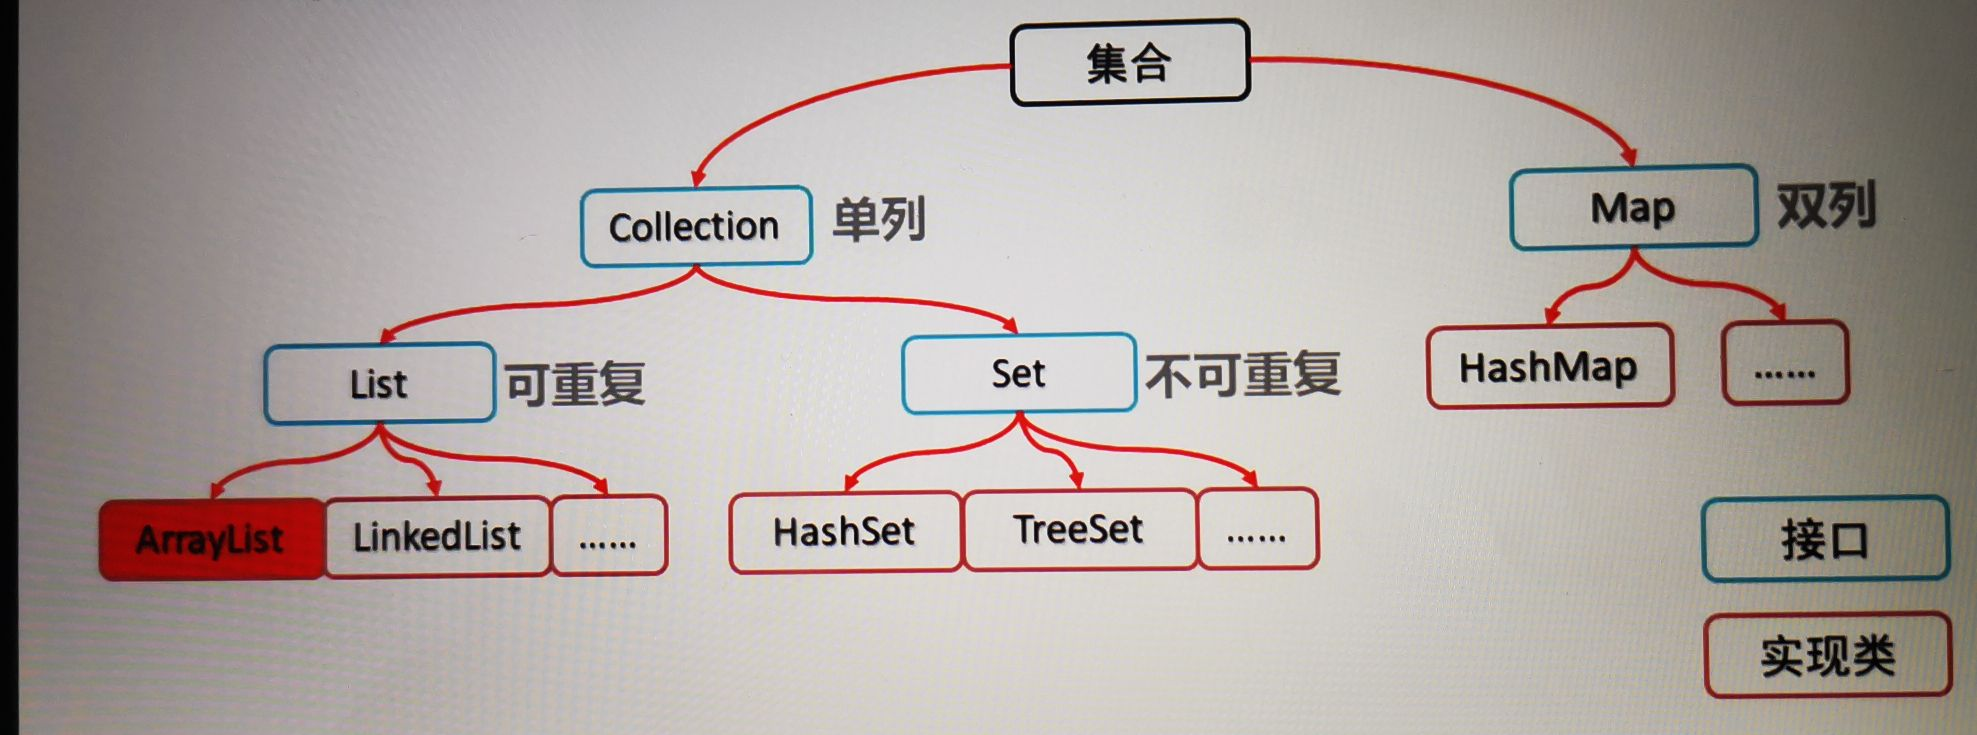 集合
Collection 单列
Map 双列
List 可重复
Set 不可重复
HashMap
......
ArrayList
LinkedList
......
HashSet
TreeSet
......
接口
实现类